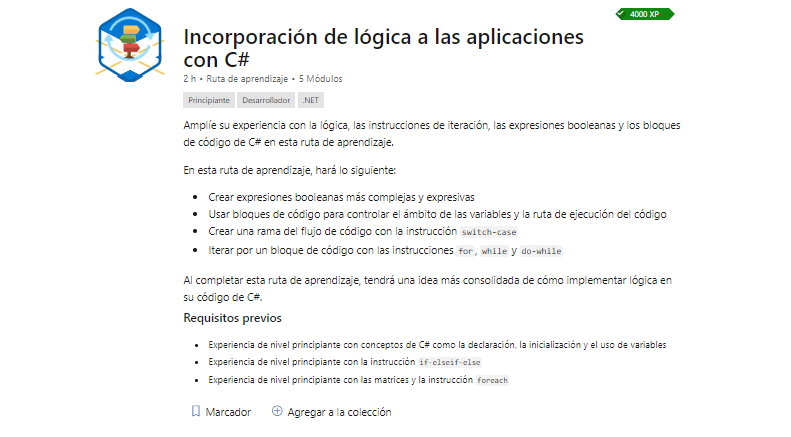 4000 XP
Incorporación de lógica a las aplicaciones
con C#
2 h • Ruta de aprendizaje • 5 Módulos
Principiante Desarrollador .NET
Amplíe su experiencia con la lógica, las instrucciones de iteración, las expresiones booleanas y los bloques
de código de C# en esta ruta de aprendizaje.
En esta ruta de aprendizaje, hará lo siguiente:
• Crear expresiones booleanas más complejas y expresivas
• Usar bloques de código para controlar el ámbito de las variables y la ruta de ejecución del código
• Crear una rama del flujo de código con la instrucción switch-case
• Iterar por un bloque de código con las instrucciones for, while y do-while
Al completar esta ruta de aprendizaje, tendrá una idea más consolidada de cómo implementar lógica en
su código de C#.
Requisitos previos
• Experiencia de nivel principiante con conceptos de C# como la declaración, la inicialización y el uso de variables
• Experiencia de nivel principiante con la instrucción if-elseif-else
• Experiencia de nivel principiante con las matrices y la instrucción foreach
Marcador Agregar a la colección